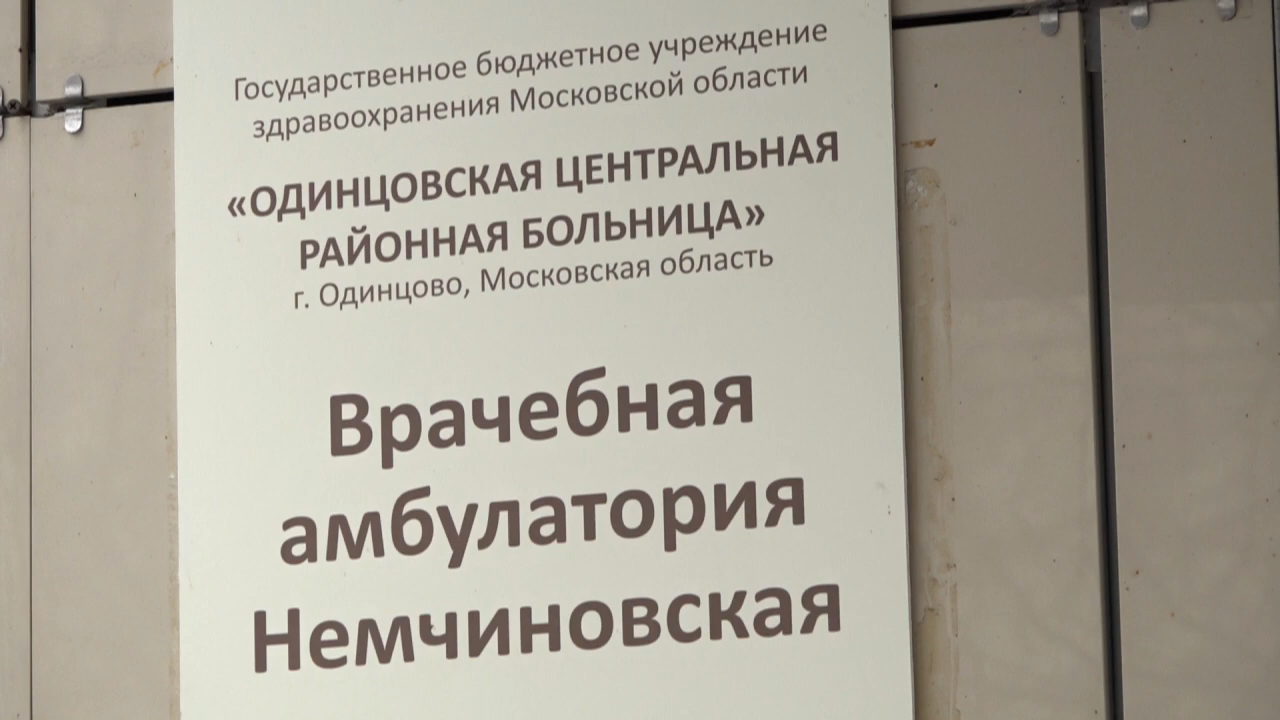 Государственное бюджетное учреждение
здравоохранения Московской области
«ОДИНЦОВСКАЯ ЦЕНТРАЛЬНАЯ
РАЙОННАЯ БОЛЬНИЦА»
г. Одинцово, Московская область
Врачебная
амбулатория
Немчиновская